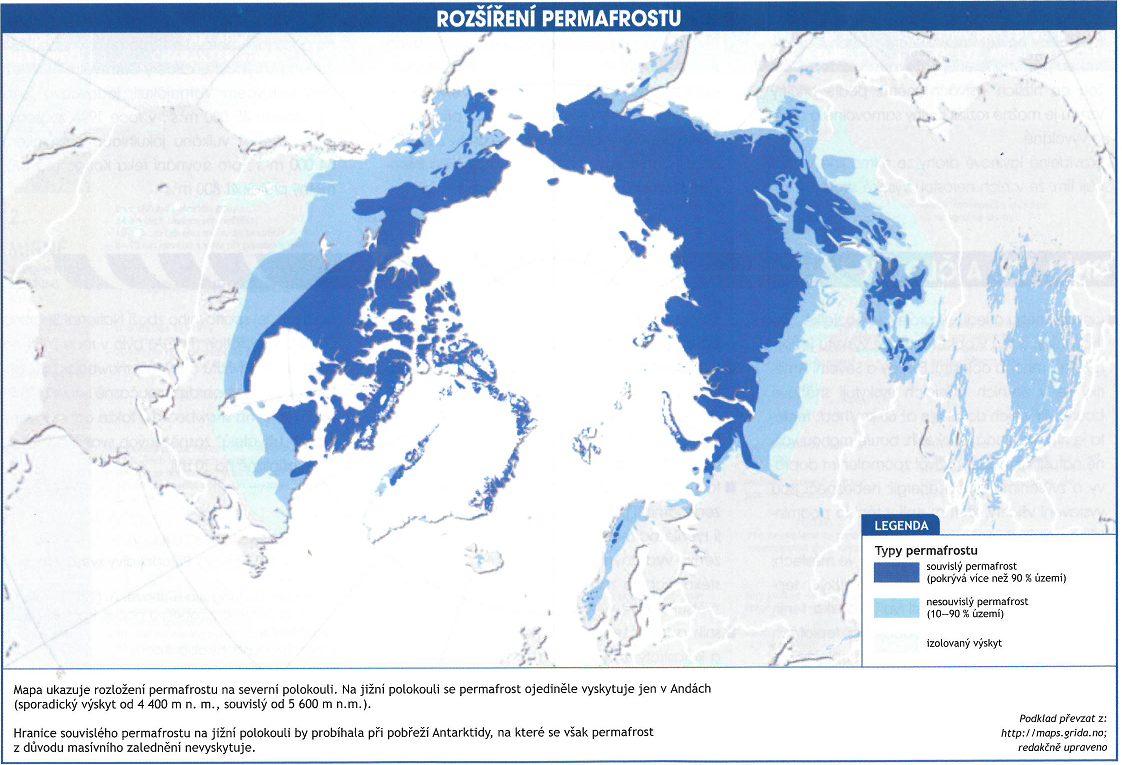 ROZŠÍŘENÍ PERMAFROSTU
LEGENDA
Typy permafrostu
souvislý permafrost
(pokrývá více než 90 % území)
nesouvislý permafrost
(10–90 % území)
izolovaný výskyt
Mapa ukazuje rozložení permafrostu na severní polokouli. Na jižní polokouli se permafrost ojediněle vyskytuje jen v Andách
(sporadický výskyt od 4 400 m n. m., souvislý od 5 600 m n.m.).
Hranice souvislého permafrostu na jižní polokouli by probíhala při pobřeží Antarktidy, na které se však permafrost
z důvodu masívního zalednění nevyskytuje.
Podklad převzat z:
http://maps.grida.no;
redakčně upraveno